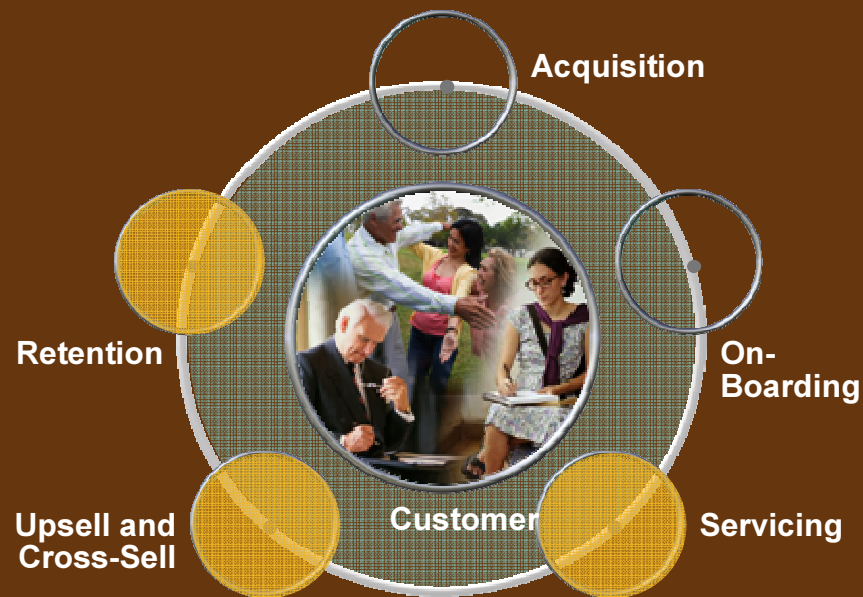 Acquisition
Retention
On-
Boarding
Upsell and
Cross-Sell
Customer
Servicing